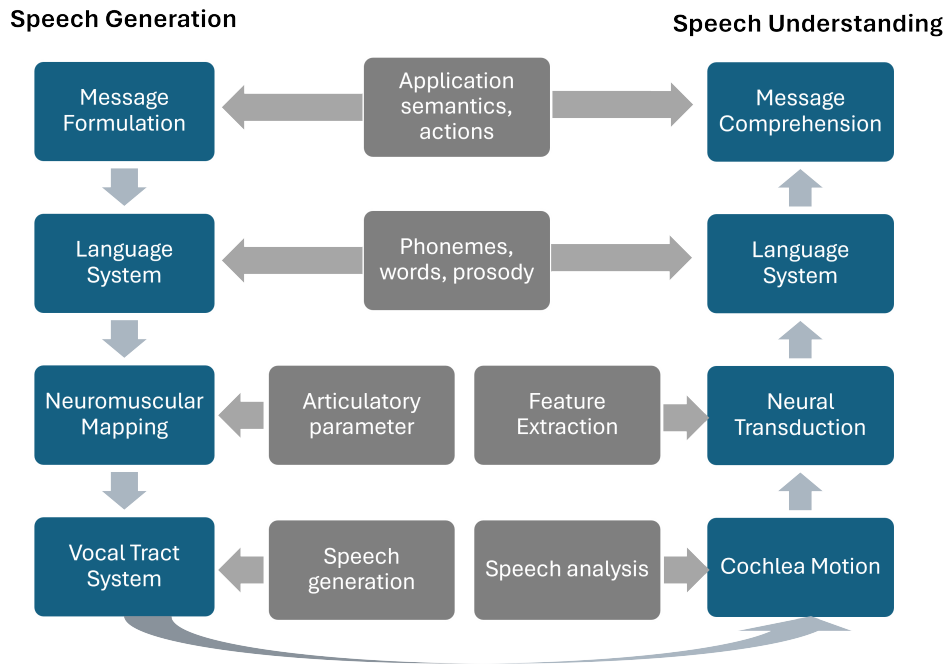 Speech Generation
Speech Understanding
Message
Formulation
Application
semantics,
actions
Message
Comprehension
Language
System
Phonemes,
words, prosody
Language
System
Neuromuscular
Mapping
Articulatory
parameter
Feature
Extraction
Neural
Transduction
Vocal Tract
System
Speech
generation
Speech analysis
Cochlea Motion